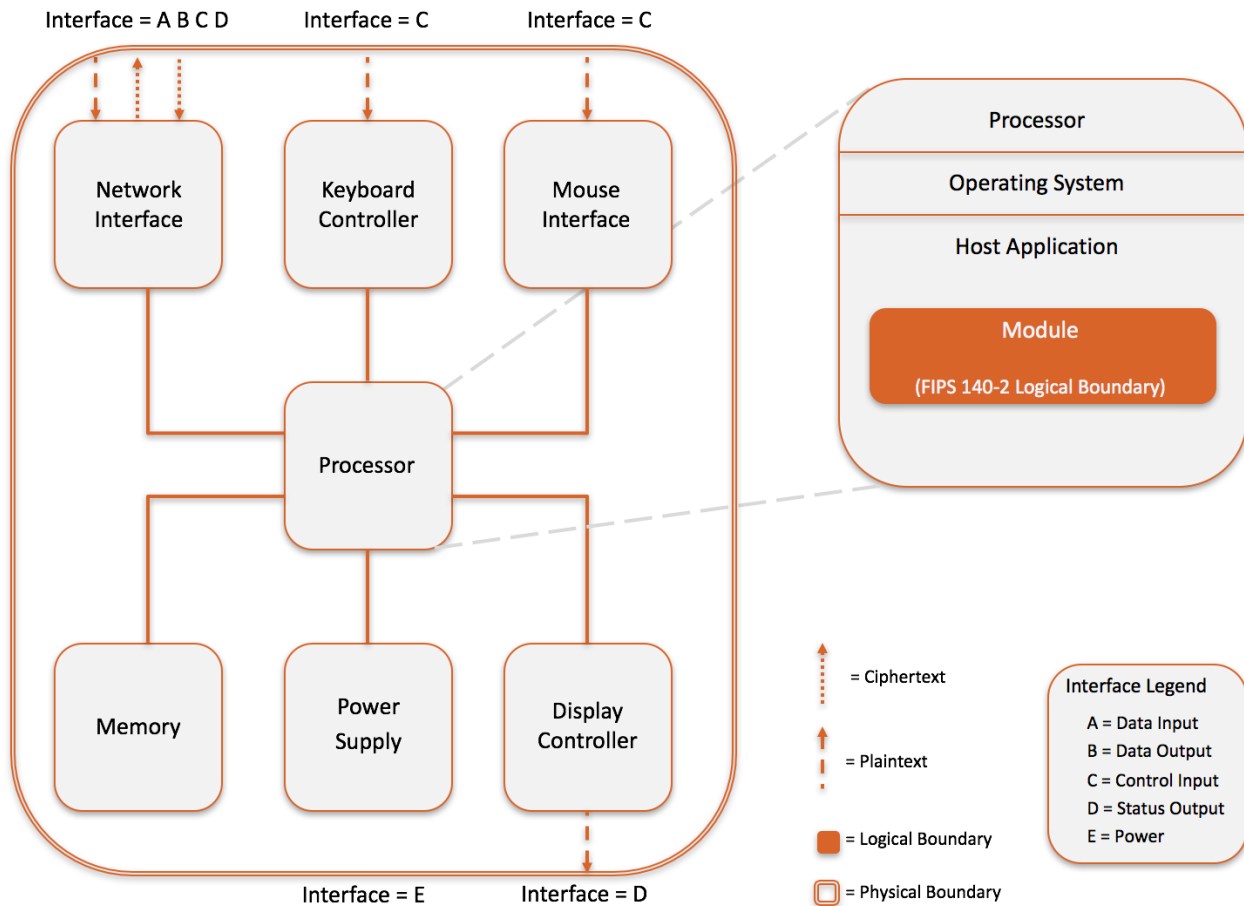 Interface = A B C D
Interface = C
Interface = C
Network
Interface
Keyboard
Controller
Mouse
Interface
Processor
Memory
Power
Supply
Display
Controller
Interface = E
Interface = D
Processor
Operating System
Host Application
Module
(FIPS 140-2 Logical Boundary)
= Ciphertext
= Plaintext
= Logical Boundary
= Physical Boundary
Interface Legend
A = Data Input
B = Data Output
C = Control Input
D = Status Output
E = Power